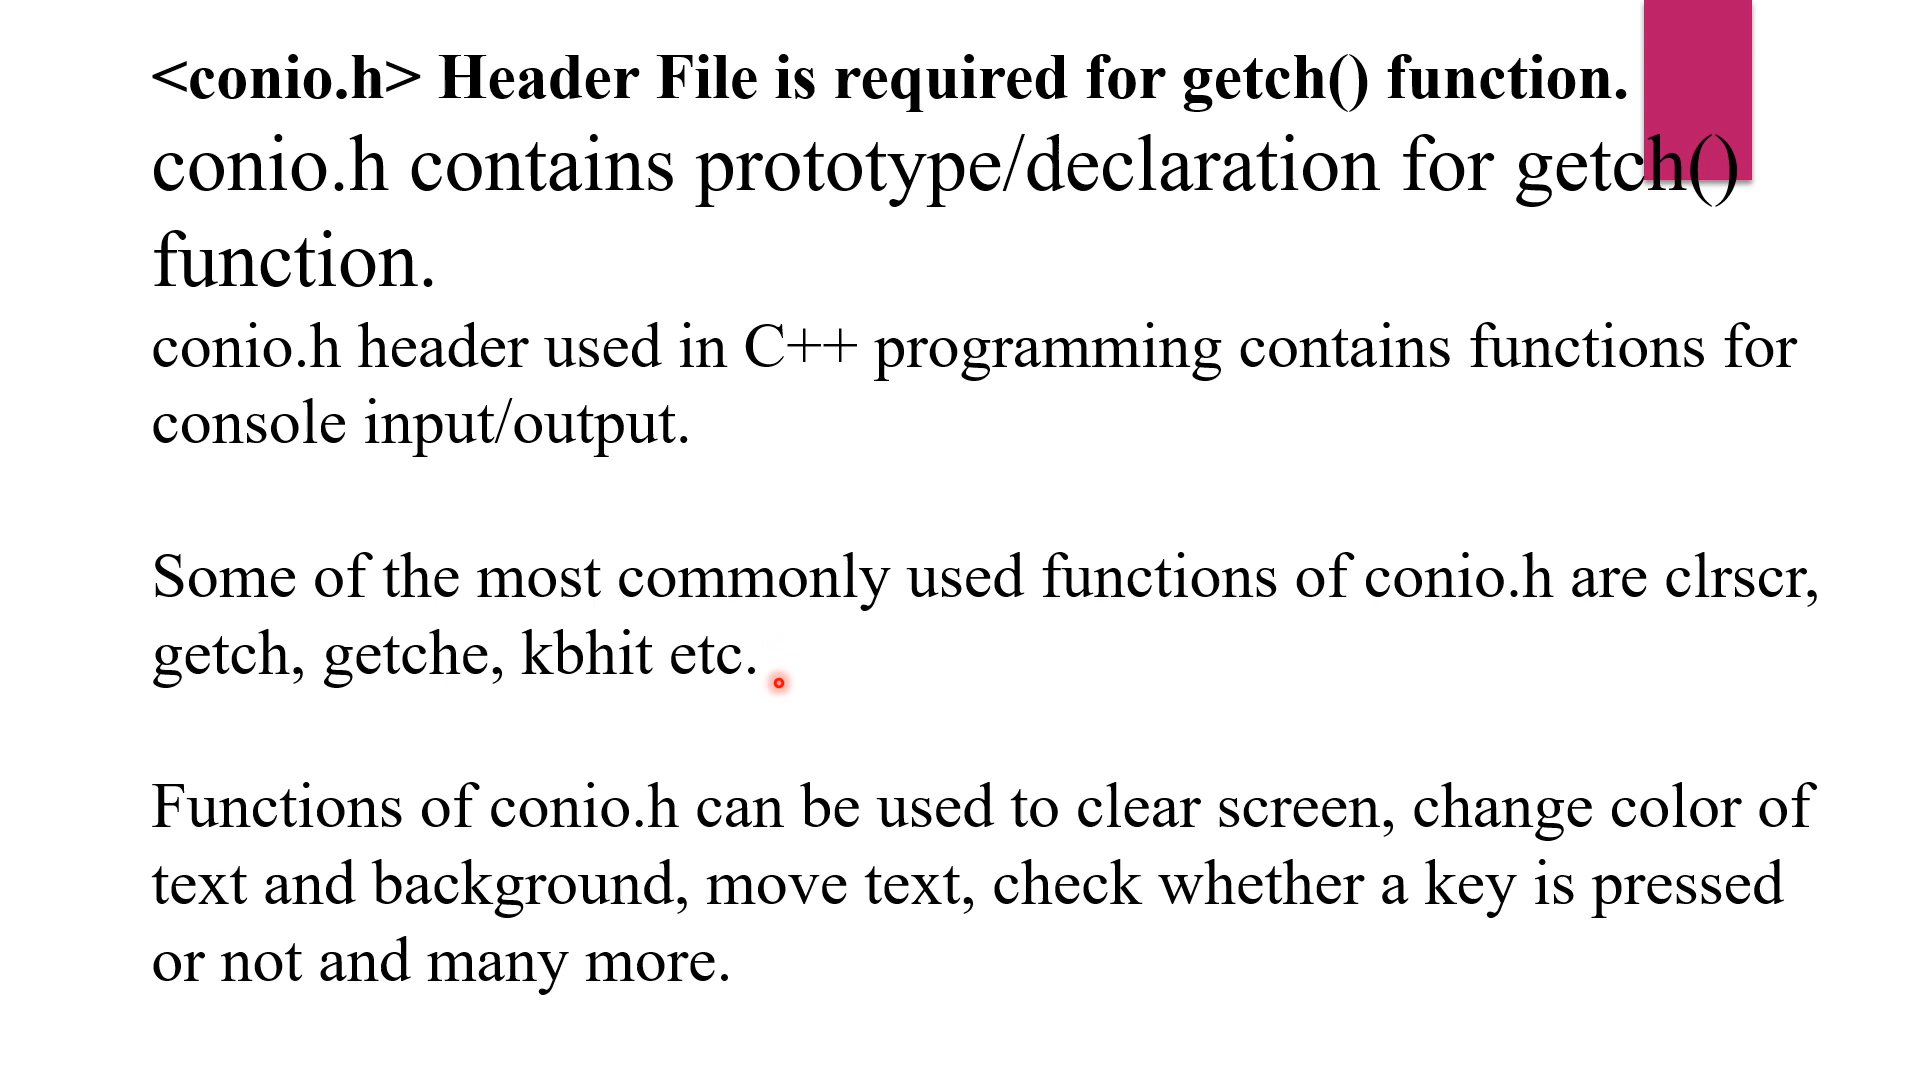 <conio.h> Header File is required for getch() function.
conio.h contains prototype/declaration for getch()
function.
conio.h header used in C++ programming contains functions for
console input/output.
Some of the most commonly used functions of conio.h are clrscr,
getch, getche, kbhit etc.
Functions of conio.h can be used to clear screen, change color of
text and background, move text, check whether a key is pressed
or not and many more.